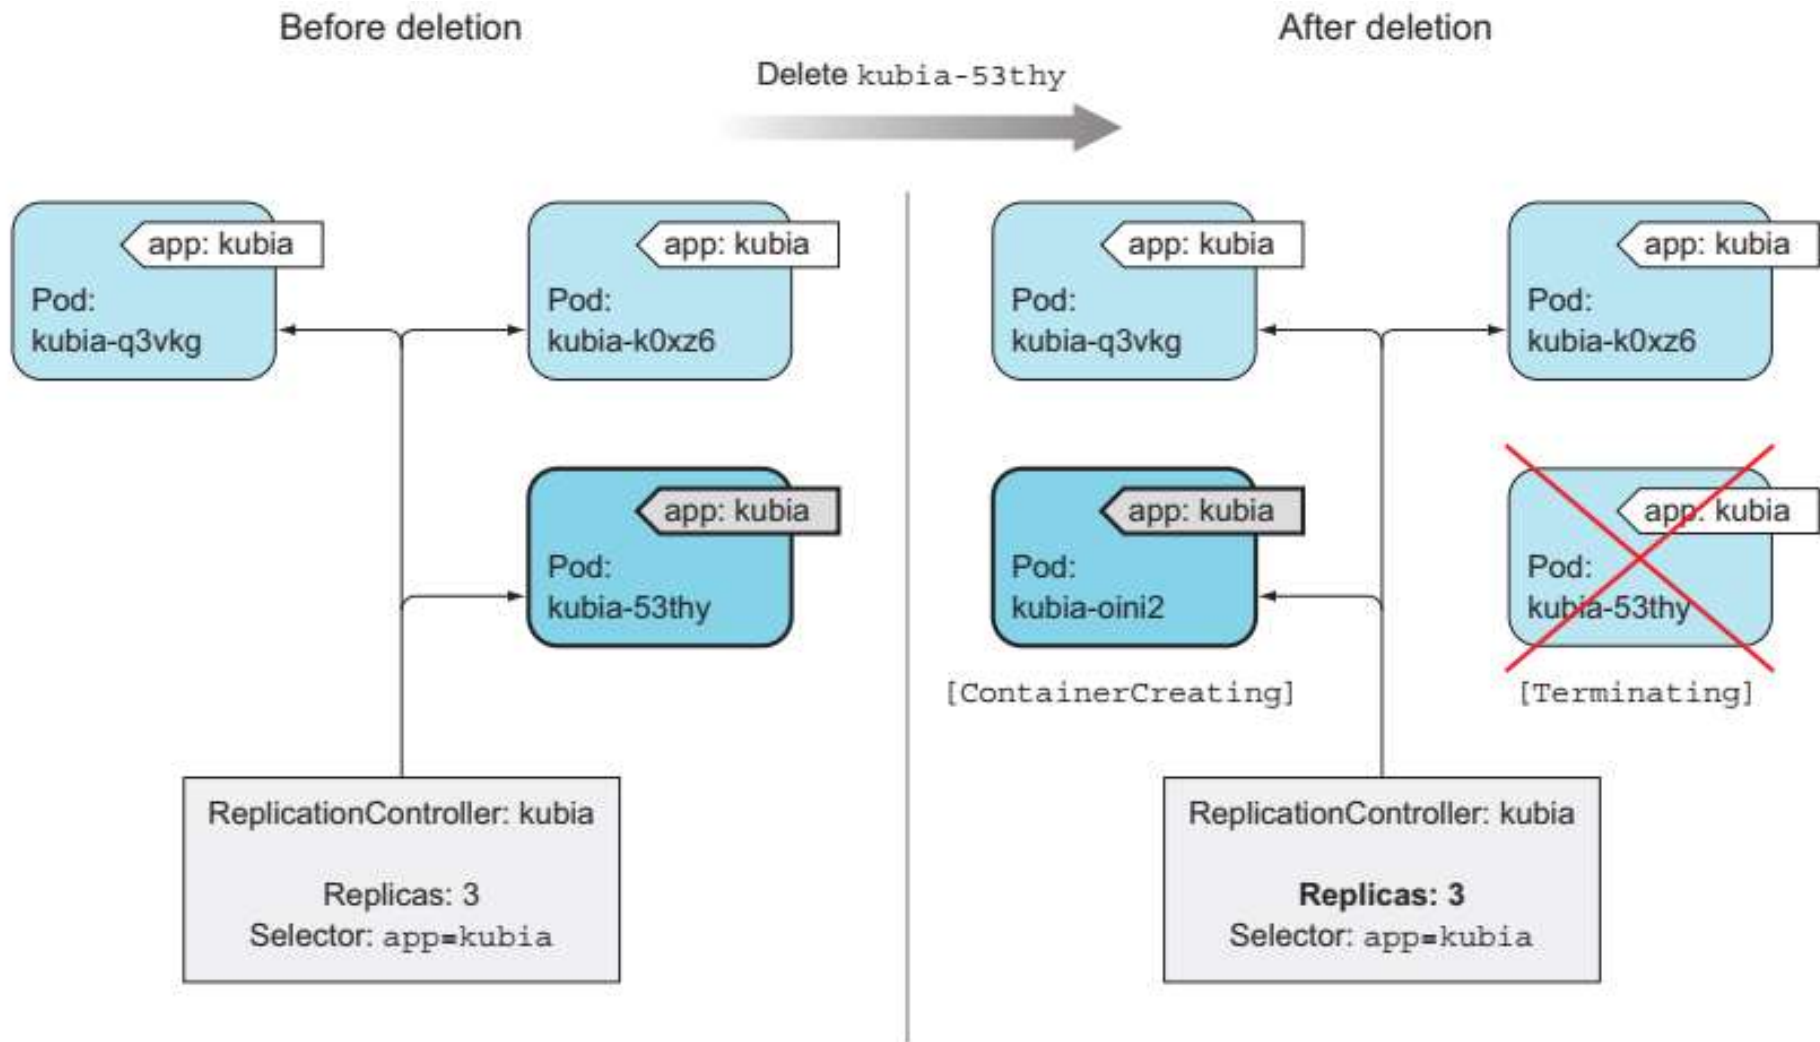 Before deletion
After deletion
Delete kubia-53thy
app: kubia
Pod:
kubia-q3vkg
app: kubia
Pod:
kubia-k0xz6
app: kubia
Pod:
kubia-53thy
ReplicationController: kubia
Replicas: 3
Selector: app=kubia
app: kubia
Pod:
kubia-q3vkg
app: kubia
Pod:
kubia-k0xz6
app: kubia
Pod:
kubia-oini2
[ContainerCreating]
app: kubia
Pod:
kubia-53thy
[Terminating]
ReplicationController: kubia
Replicas: 3
Selector: app=kubia